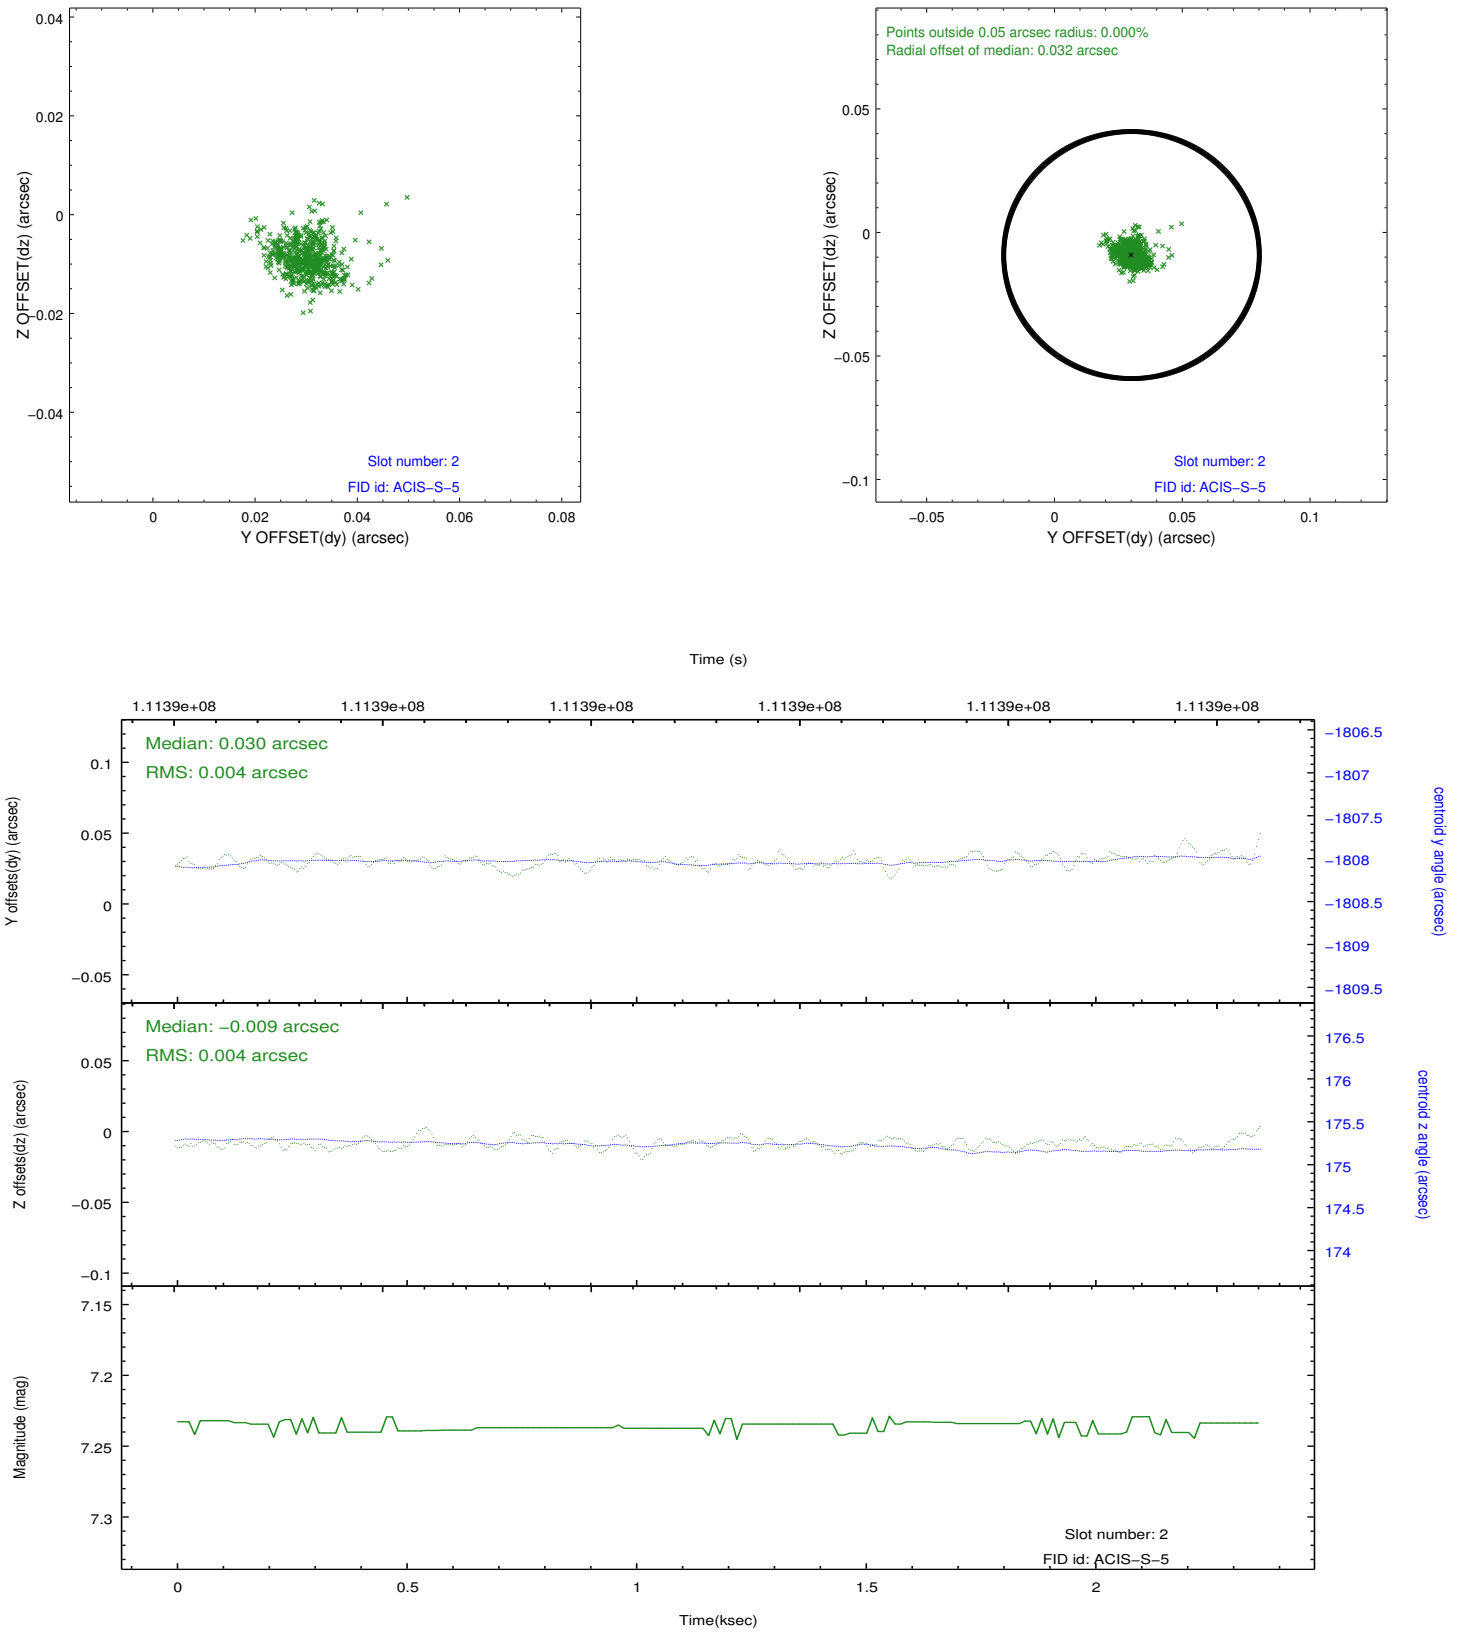 0.04
0.02
0
−0.02
−0.04
Z OFFSET(dz) (arcsec)
Slot number: 2
FID id: ACIS−S−5
0
0.02
0.04
0.06
0.08
Y OFFSET(dy) (arcsec)
Points outside 0.05 arcsec radius: 0.000%
Radial offset of median: 0.032 arcsec
0.05
0
−0.05
−0.1
Z OFFSET(dz) (arcsec)
Slot number: 2
FID id: ACIS−S−5
−0.05
0
0.05
0.1
Y OFFSET(dy) (arcsec)
Time (s)
1.1139e+08
1.1139e+08
1.1139e+08
1.1139e+08
1.1139e+08
1.1139e+08
Median: 0.030 arcsec
RMS: 0.004 arcsec
0.1
0.05
0
−0.05
Y offsets(dy) (arcsec)
−1806.5
−1807
−1807.5
−1808
−1808.5
−1809
−1809.5
centroid y angle (arcsec)
Median: −0.009 arcsec
RMS: 0.004 arcsec
0.05
0
−0.05
−0.1
Z offsets(dz) (arcsec)
176.5
176
175.5
175
174.5
174
centroid z angle (arcsec)
7.15
7.2
7.25
7.3
Magnitude (mag)
Slot number: 2
FID id: ACIS−S−5
0
0.5
1
1.5
2
Time(ksec)